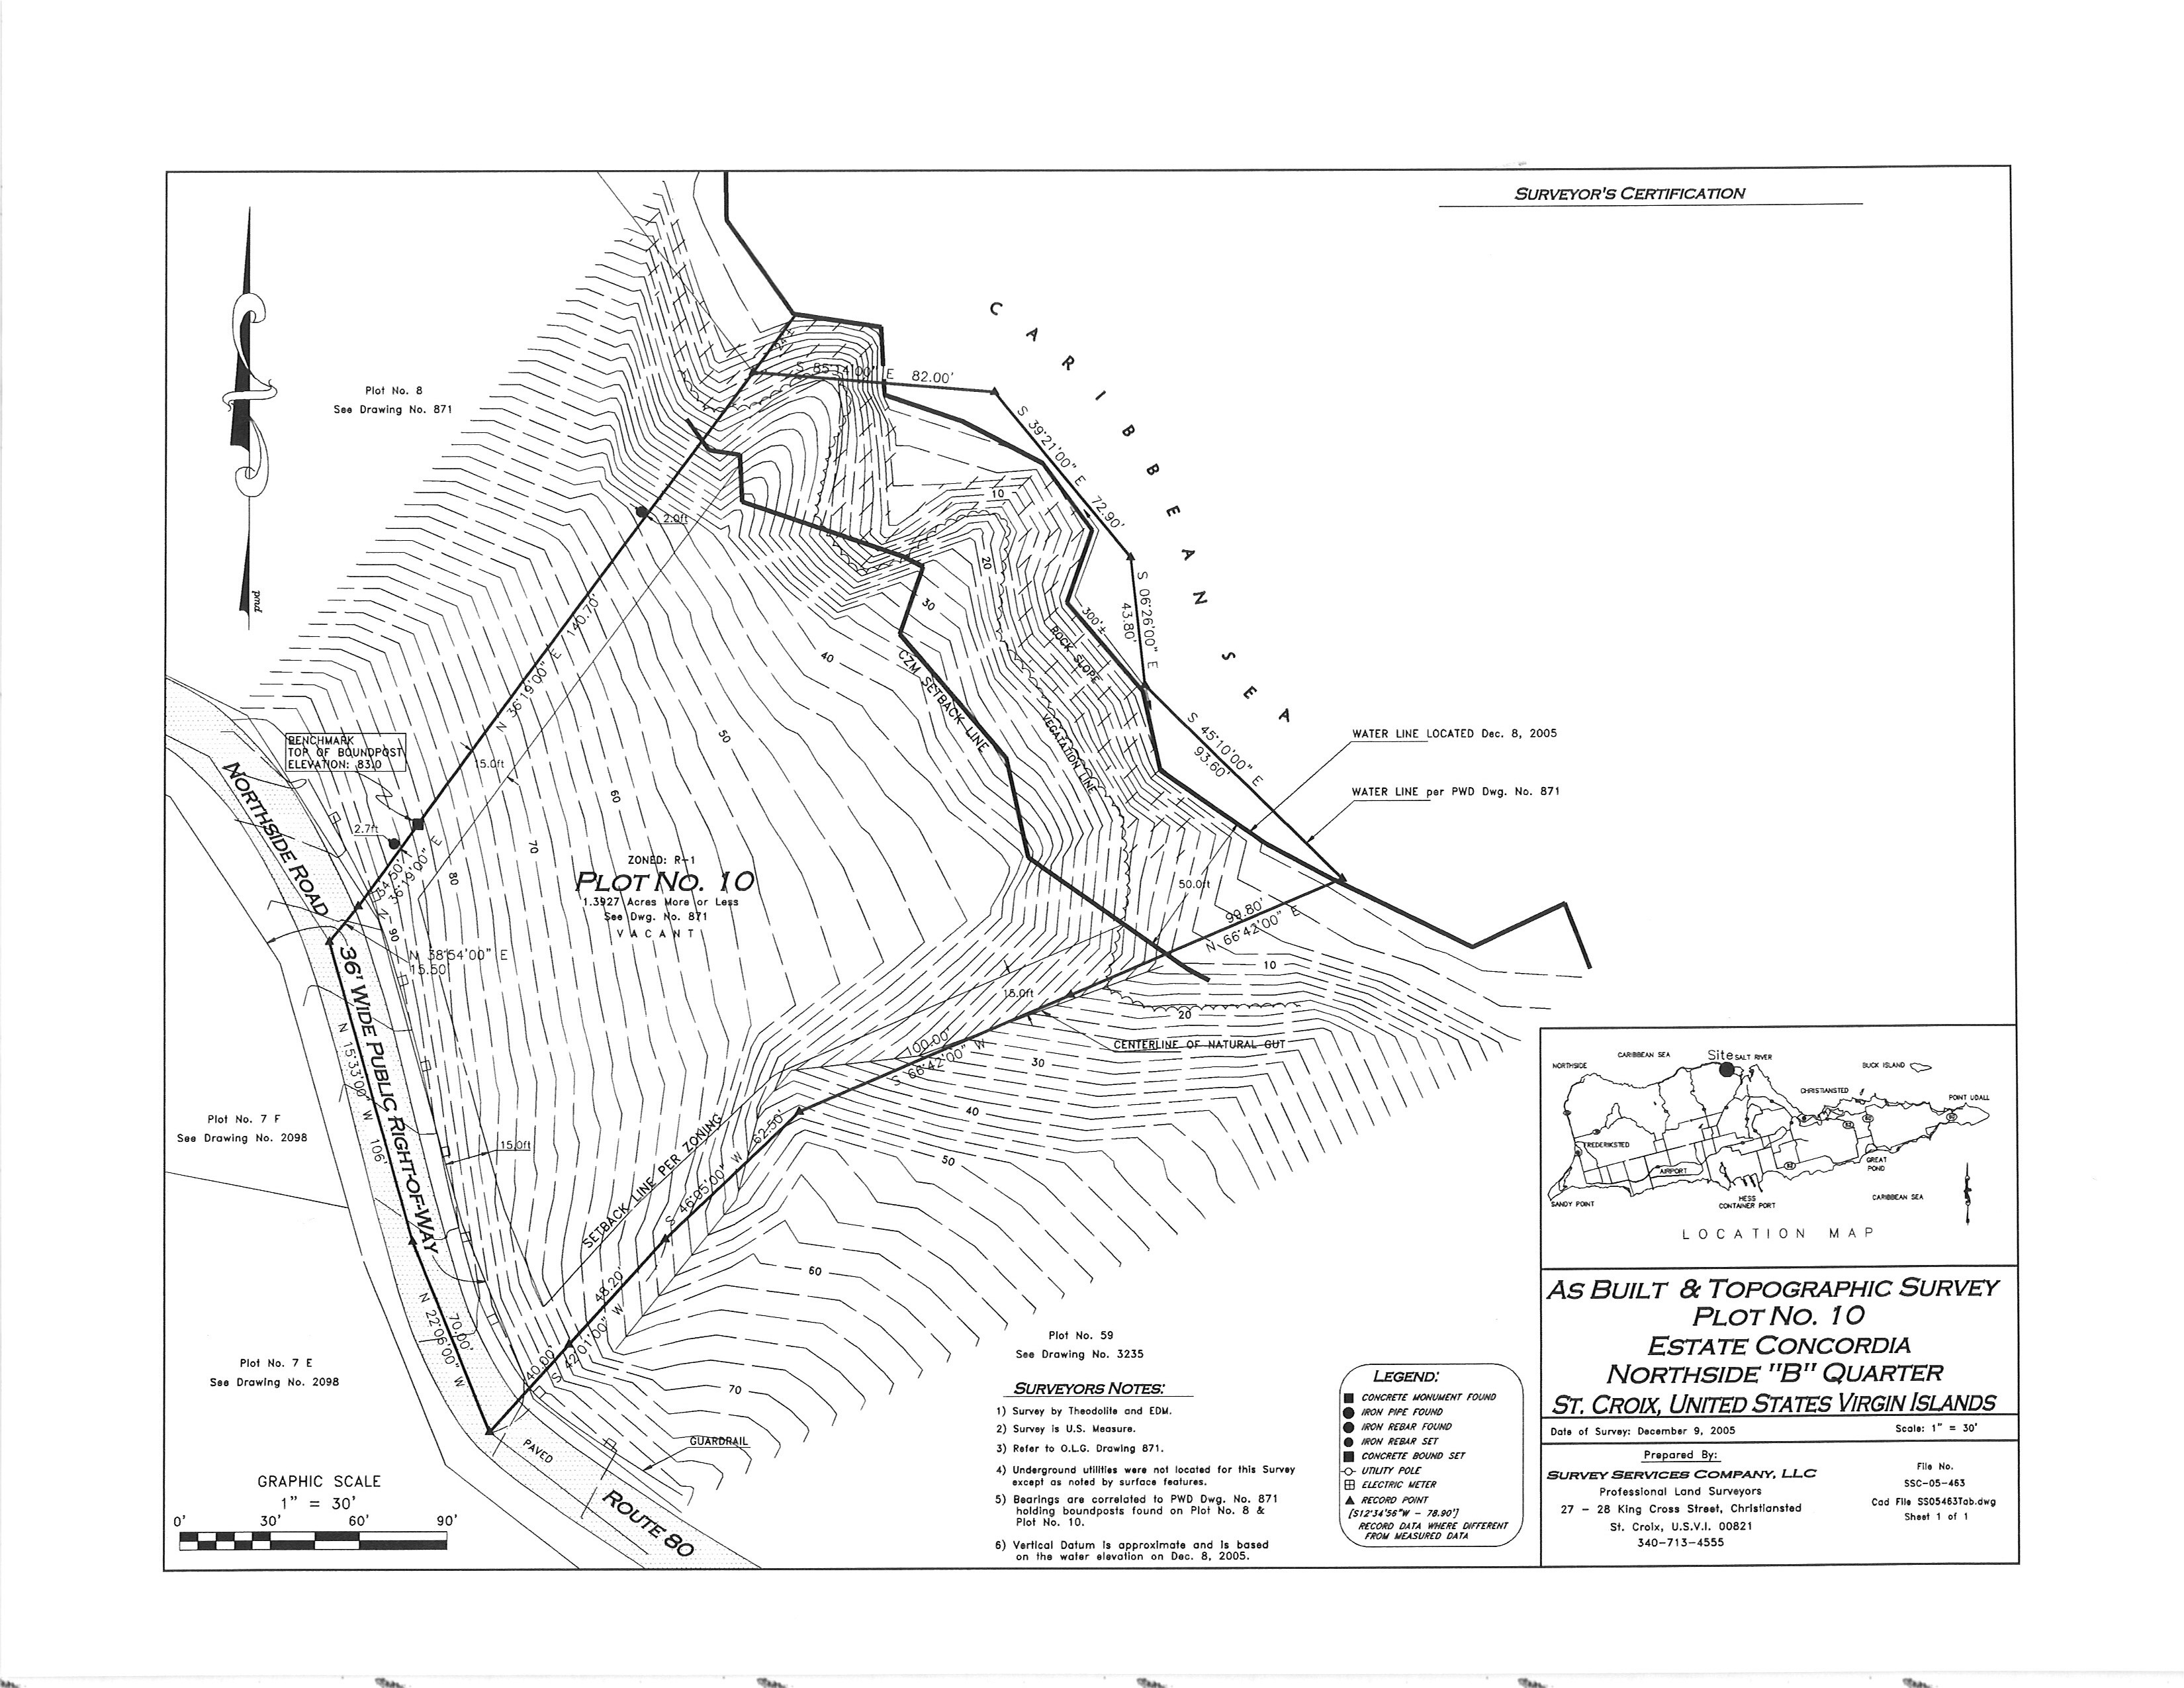 SURVEYOR'S CERTIFICATION
CARIBBEAN SEA
Plot No. 8
See Drawing No. 871
S 85°14'00" E 82.00'
S 39°21'00" E 72.90'
S 06°26'00" E
43.80'
S 45°10'00" E
93.60'
2.0ft
N 36°19'00" E 140.70'
15.0ft
10
20
30
40
50
60
70
80
90
300'±
ROCK SLOPE
CZM SETBACK LINE
VEGATATION LINE
WATER LINE LOCATED Dec. 8, 2005
WATER LINE per PWD Dwg. No. 871
BENCHMARK
TOP OF BOUNDPOST
ELEVATION: 83.0
2.7ft
54.50'
N 36°19'00" E
NORTHSIDE ROAD
ZONED: R-1
PLOT NO. 10
1.3927 Acres More or Less
See Dwg. No. 871
VACANT
50.0ft
99.80'
N 66°42'00" E
N 38°54'00" E
15.50'
36' WIDE PUBLIC RIGHT-OF-WAY
N 15°33'00" W 106'
15.0ft
10
20
30
40
50
60
70
100.00'
S 66°42'00" W
CENTERLINE OF NATURAL GUT
Plot No. 7 F
See Drawing No. 2098
15.0ft
SETBACK LINE PER ZONING
62.50'
S 46°05'00" W
48.20'
S 42°01'00" W
40.00'
N 22°06'00" W
70.00'
Plot No. 7 E
See Drawing No. 2098
PAVED
GUARDRAIL
ROUTE 80
Plot No. 59
See Drawing No. 3235
pmd
GRAPHIC SCALE
1" = 30'
0' 30' 60' 90'
SURVEYORS NOTES:
1) Survey by Theodolite and EDM.
2) Survey is U.S. Measure.
3) Refer to O.L.G. Drawing 871.
4) Underground utilities were not located for this Survey
except as noted by surface features.
5) Bearings are correlated to PWD Dwg. No. 871
holding boundposts found on Plot No. 8 &
Plot No. 10.
6) Vertical Datum is approximate and is based
on the water elevation on Dec. 8, 2005.
LEGEND:
CONCRETE MONUMENT FOUND
IRON PIPE FOUND
IRON REBAR FOUND
IRON REBAR SET
CONCRETE BOUND SET
UTILITY POLE
ELECTRIC METER
RECORD POINT
[S12°34'56"W - 78.90']
RECORD DATA WHERE DIFFERENT
FROM MEASURED DATA
CARIBBEAN SEA
Site
SALT RIVER
NORTHSIDE
BUCK ISLAND
CHRISTIANSTED
POINT UDALL
FREDERIKSTED
AIRPORT
GREAT
POND
HESS
CONTAINER PORT
CARIBBEAN SEA
SANDY POINT
LOCATION MAP
AS BUILT & TOPOGRAPHIC SURVEY
PLOT NO. 10
ESTATE CONCORDIA
NORTHSIDE "B" QUARTER
ST. CROIX, UNITED STATES VIRGIN ISLANDS
Date of Survey: December 9, 2005
Scale: 1" = 30'
Prepared By:
SURVEY SERVICES COMPANY, LLC
Professional Land Surveyors
27 - 28 King Cross Street, Christiansted
St. Croix, U.S.V.I. 00821
340-713-4555
File No.
SSC-05-463
Cad File SS05463Tab.dwg
Sheet 1 of 1